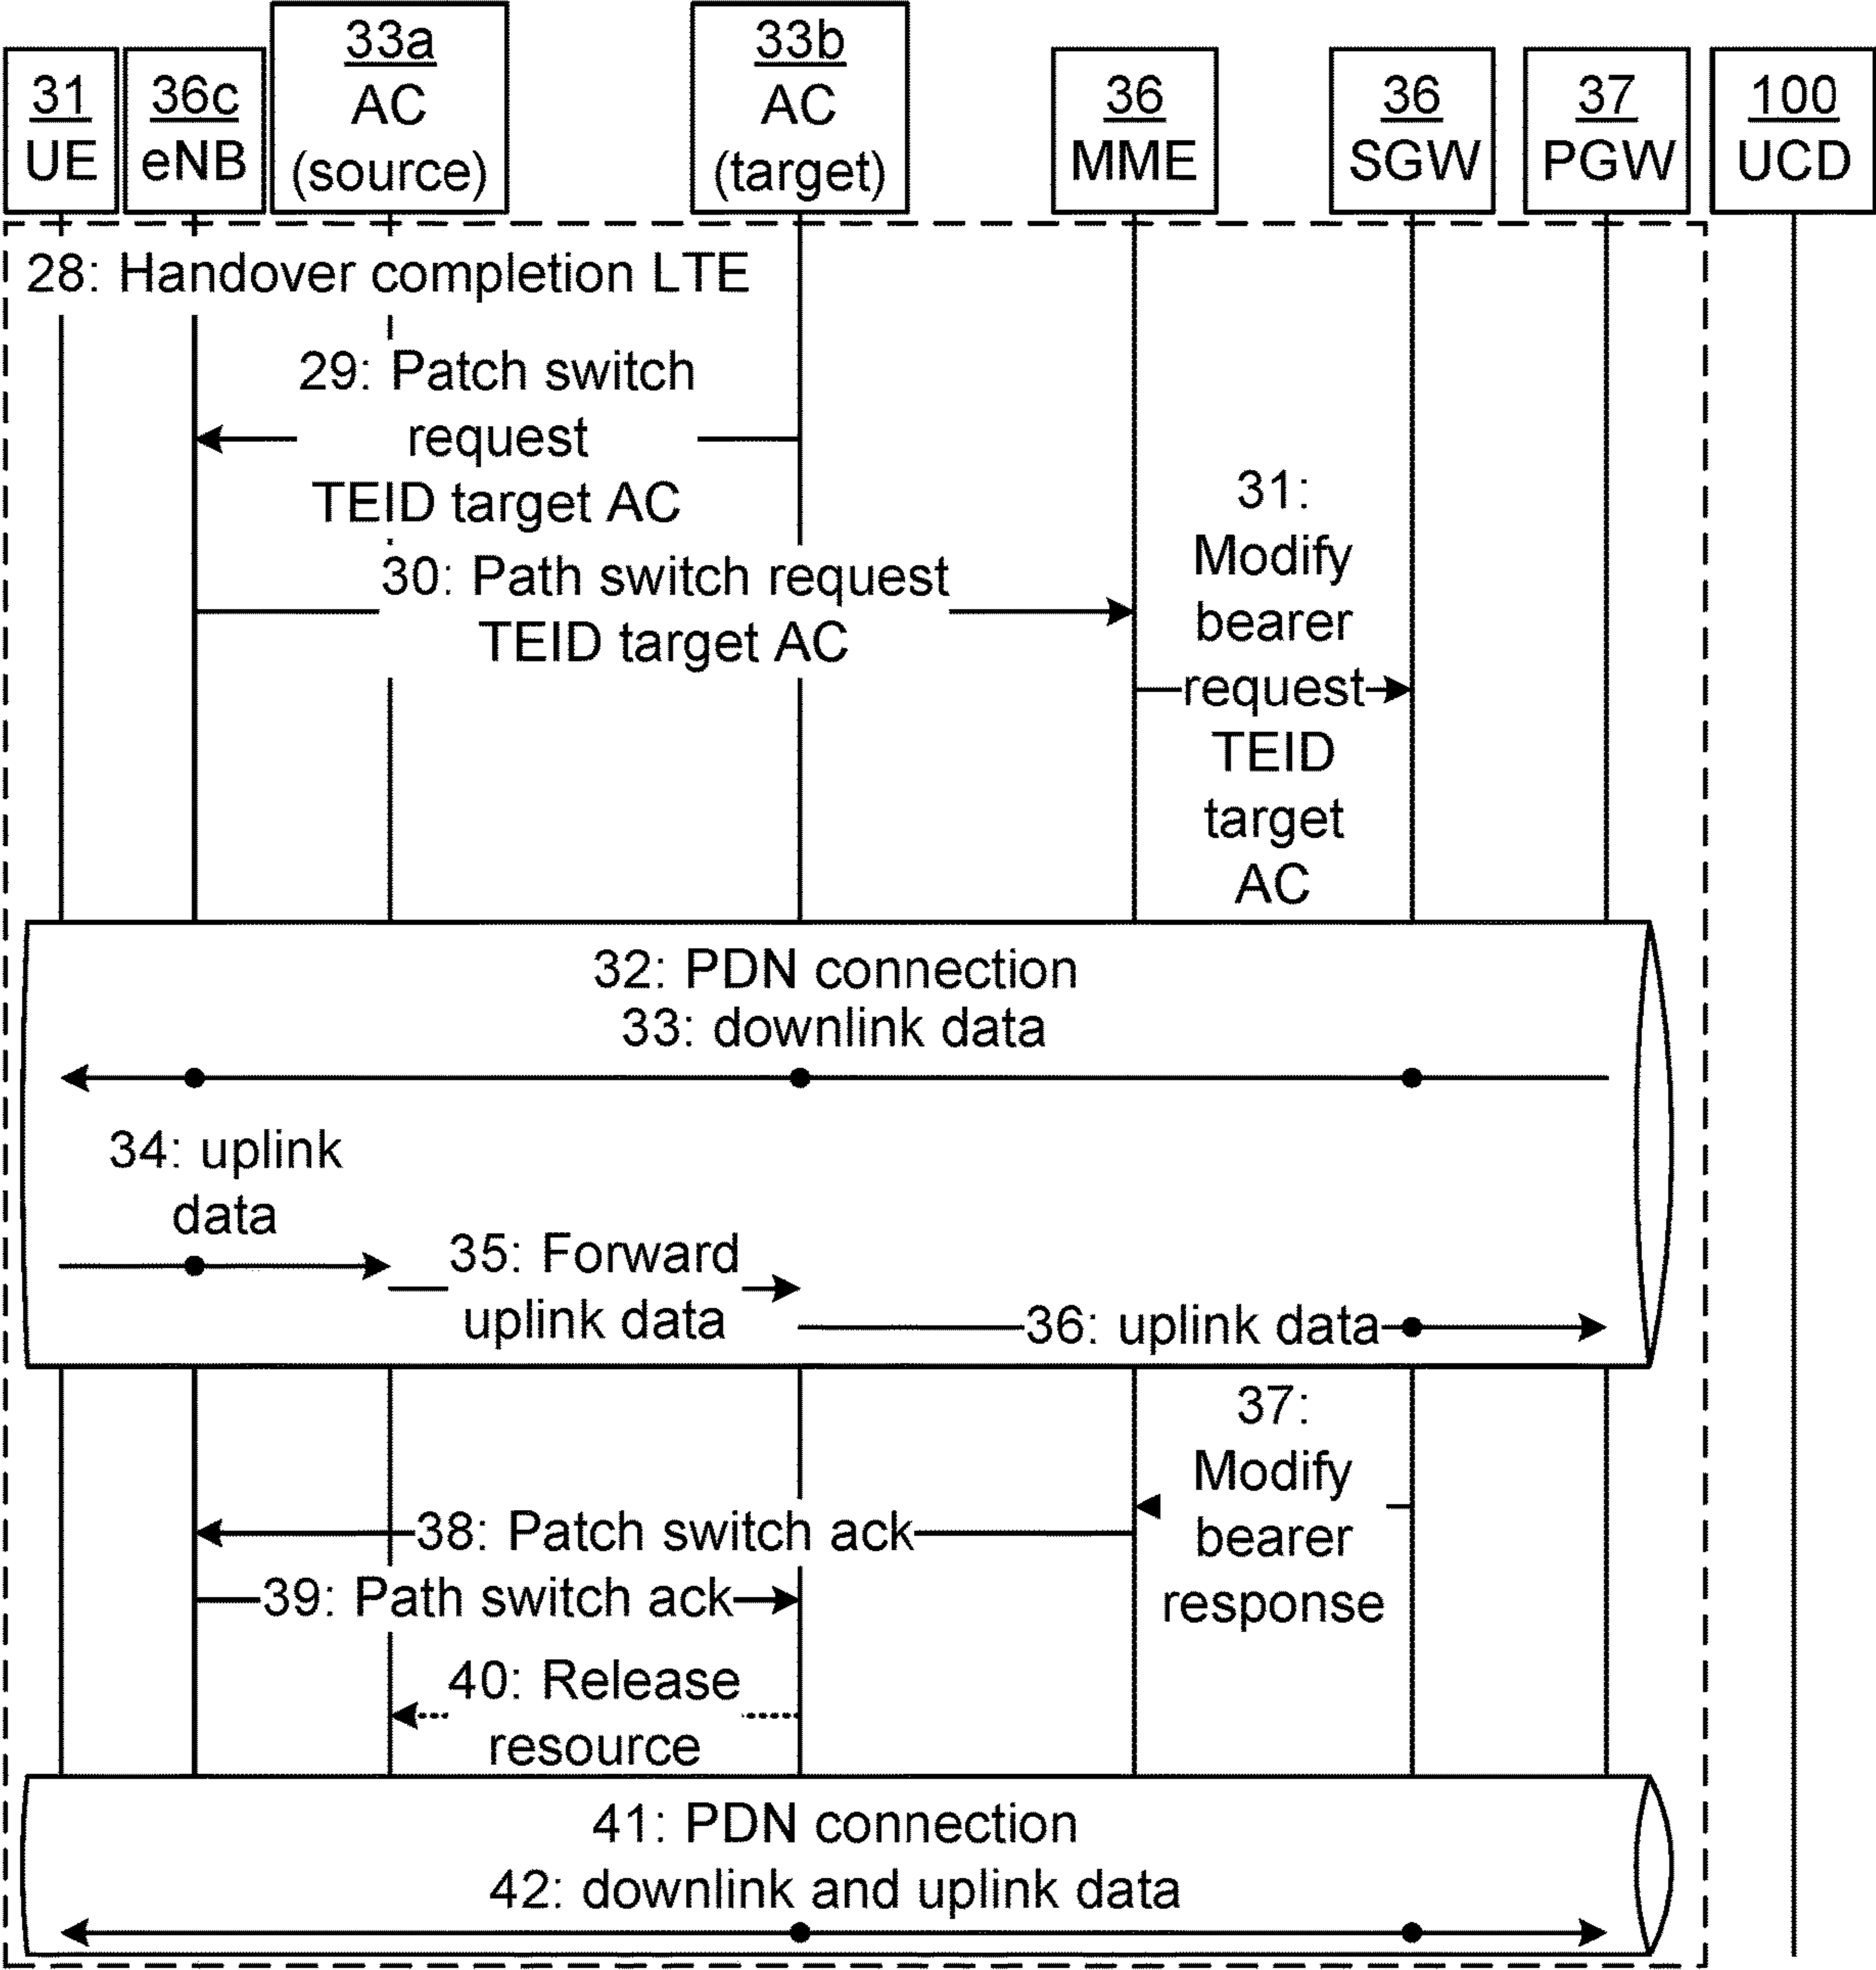 31
UE
36c
eNB
33a
AC
(source)
33b
AC
(target)
36
MME
36
SGW
37
PGW
100
UCD
28: Handover completion LTE
29: Patch switch
request
TEID target AC
30: Path switch request
TEID target AC
31:
Modify
bearer
request
TEID
target
AC
32: PDN connection
33: downlink data
34: uplink
data
35: Forward
uplink data
36: uplink data
37:
Modify
bearer
response
38: Patch switch ack
39: Path switch ack
40: Release
resource
41: PDN connection
42: downlink and uplink data